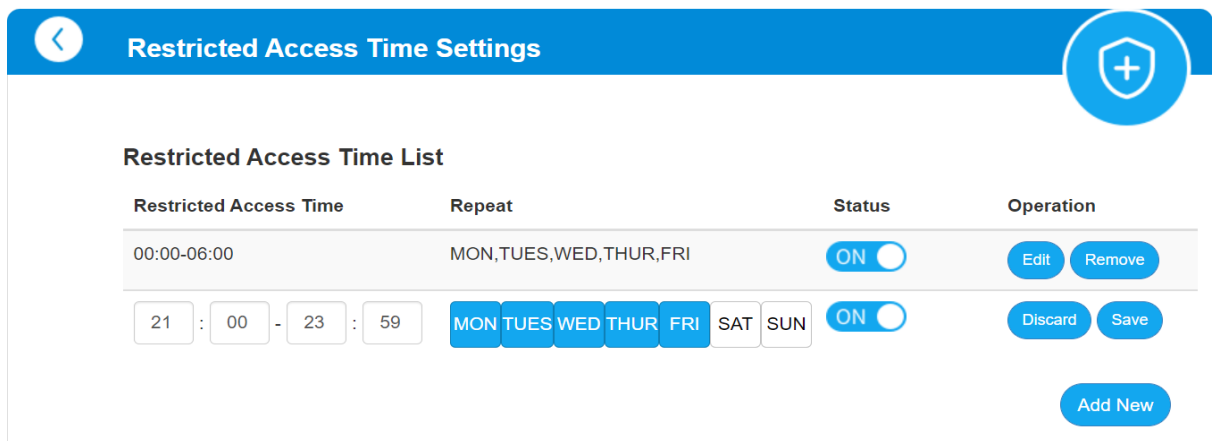 Restricted Access Time Settings
Restricted Access Time List
Restricted Access Time Repeat Status Operation
00:00-06:00 MON,TUES,WED,THUR,FRI ON Edit Remove
21 : 00 - 23 : 59 MON TUES WED THUR FRI SAT SUN ON Discard Save
Add New